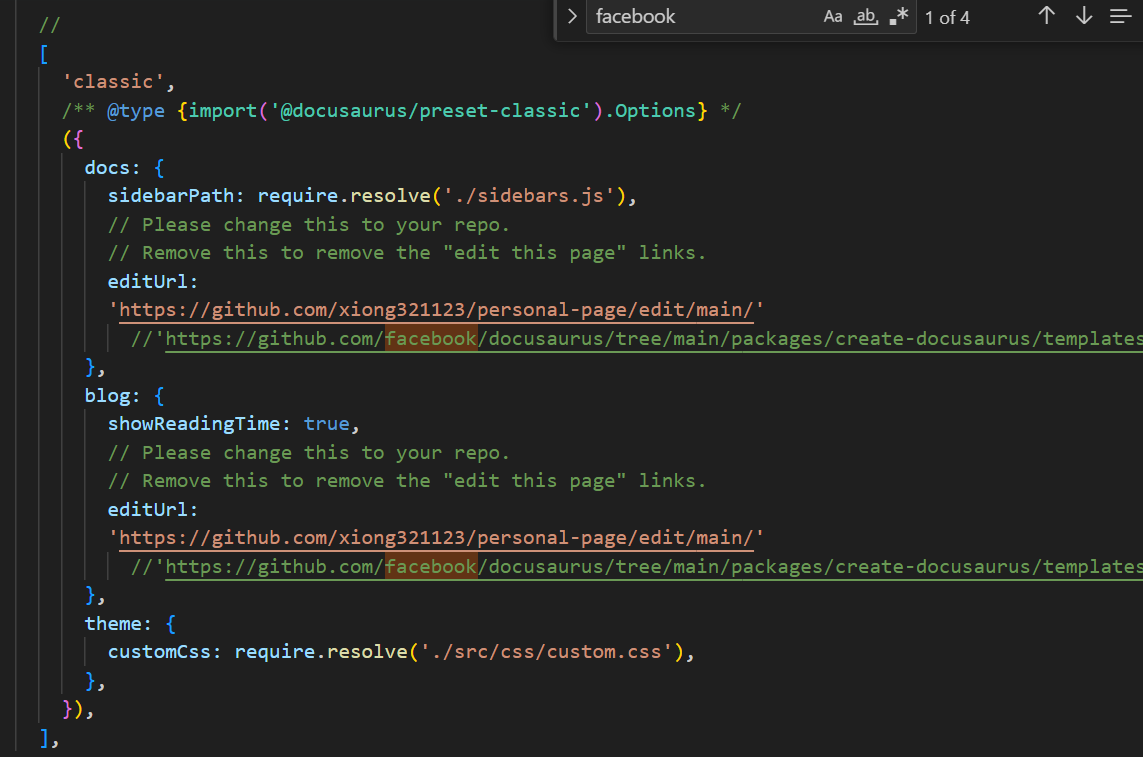 facebook Aa ab, .* 1 of 4
//
[
'classic',
/** @type {import('@docusaurus/preset-classic').Options} */
({
docs: {
sidebarPath: require.resolve('./sidebars.js'),
// Please change this to your repo.
// Remove this to remove the "edit this page" links.
editUrl:
'https://github.com/xiong321123/personal-page/edit/main/'
//'https://github.com/facebook/docusaurus/tree/main/packages/create-docusaurus/templates
},
blog: {
showReadingTime: true,
// Please change this to your repo.
// Remove this to remove the "edit this page" links.
editUrl:
'https://github.com/xiong321123/personal-page/edit/main/'
//'https://github.com/facebook/docusaurus/tree/main/packages/create-docusaurus/templates
},
theme: {
customCss: require.resolve('./src/css/custom.css'),
},
}),
],